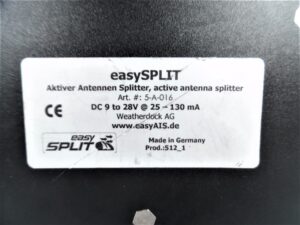 easySPLIT
Aktiver Antennen Splitter, active antenna splitter
Art. #: 5-A-016
DC 9 to 28V @ 25 - 130 mA
Weatherdock AG
www.easyAIS.de
CE
easy
SPLIT
Made in Germany
Prod.:S12_1